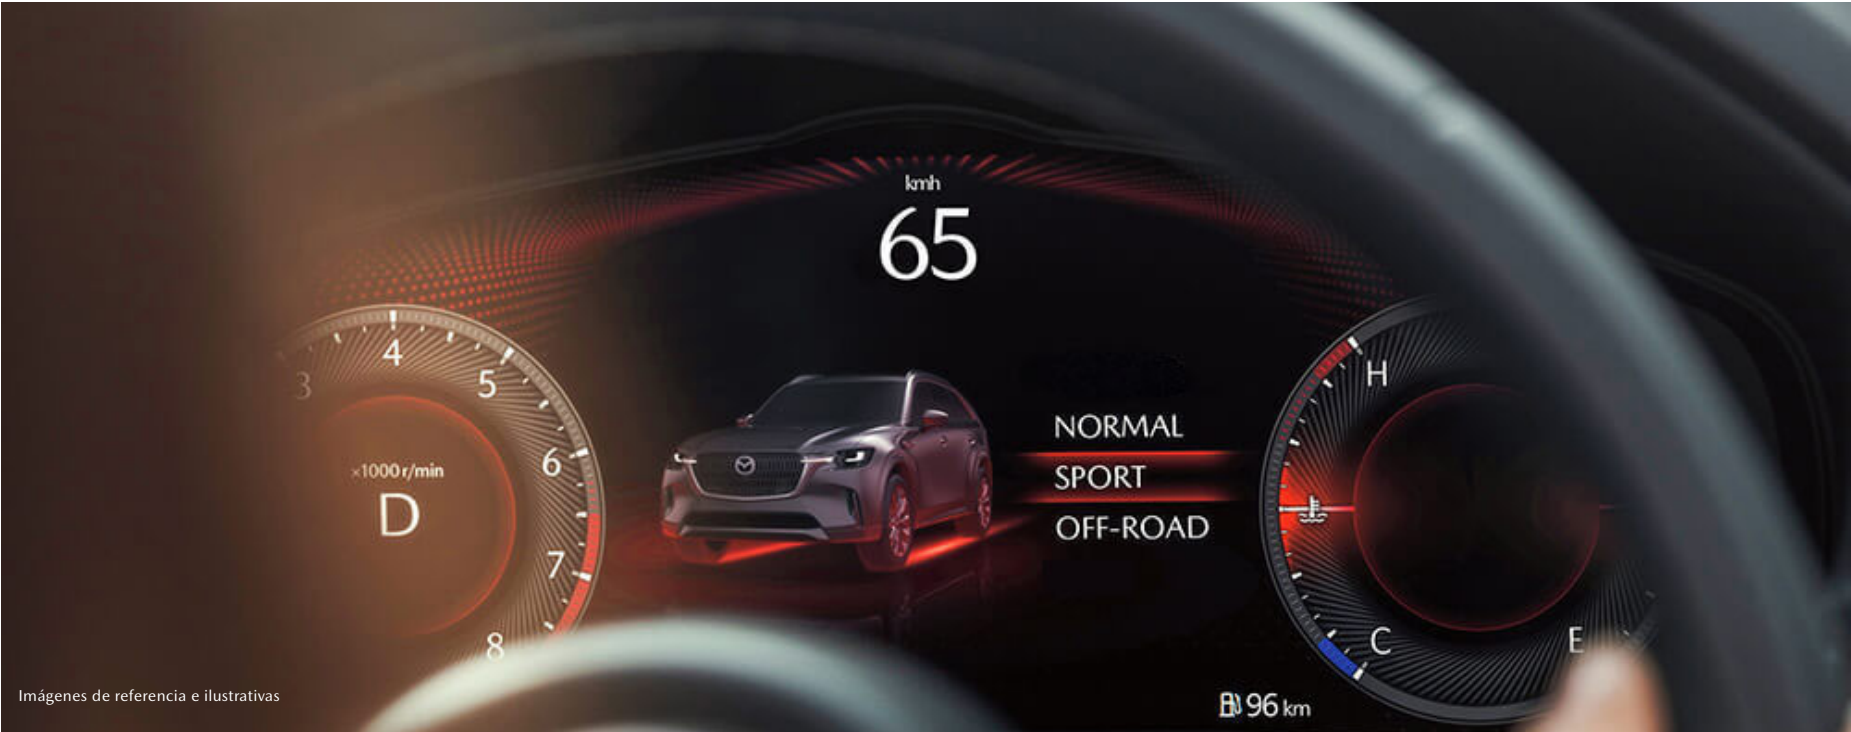 kmh
65
3
4
5
6
7
8
×1000 r/min
D
NORMAL
SPORT
OFF-ROAD
H
C
E
96 km
Imágenes de referencia e ilustrativas